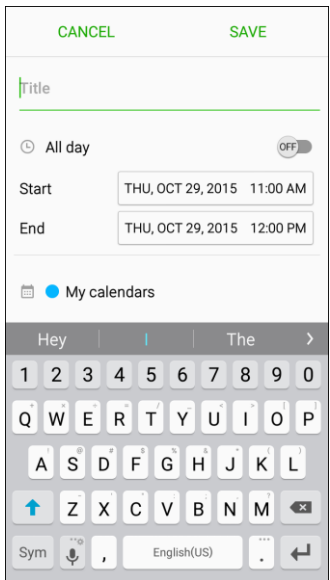 CANCEL SAVE
Title
All day OFF
Start THU, OCT 29, 2015 11:00 AM
End THU, OCT 29, 2015 12:00 PM
My calendars
Hey I The >
1 2 3 4 5 6 7 8 9 0
Q W E R T Y U I O P
A S D F G H J K L
Z X C V B N M
Sym , English(US) .